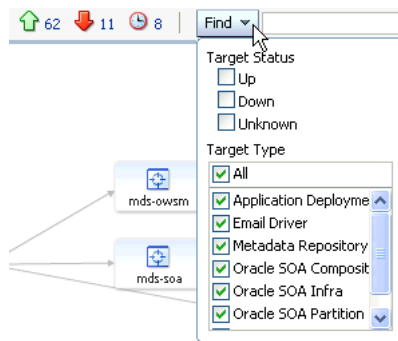 62 11 8 Find
Target Status
Up
Down
Unknown
Target Type
All
Application Deployme
Email Driver
Metadata Repository
Oracle SOA Composit
Oracle SOA Infra
Oracle SOA Partition
mds-owsm
mds-soa